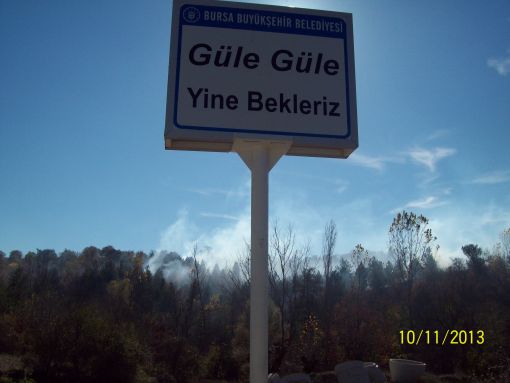 BURSA BÜYÜKŞEHİR BELEDİYESİ
Güle Güle
Yine Bekleriz
10/11/2013